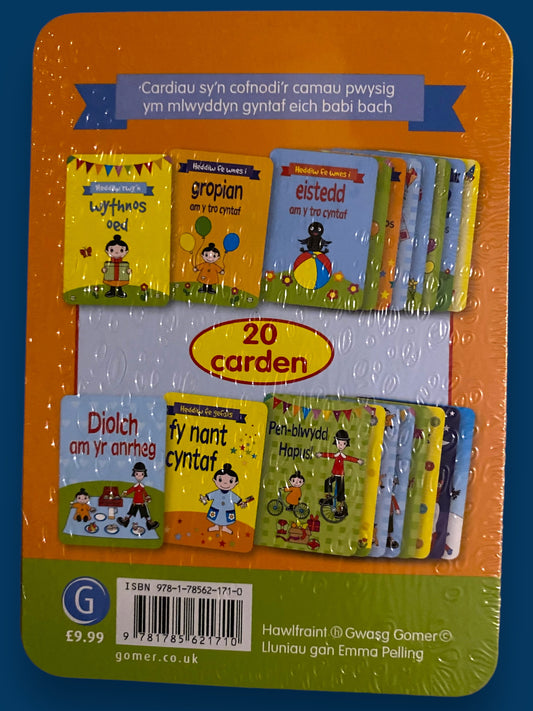 Cardiau sy'n cofnodi'r camau pwysig
ym mlwyddyn gyntaf eich babi bach
Heddiw rwy'n
wythnos
oed
Heddiw fe wnes i
gropian
am y tro cyntaf
Heddiw fe wnes i
eistedd
am y tro cyntaf
20
carden
Diolch
am yr anrheg
Heddiw fe gefais
fy nant
cyntaf
Pen-blwydd
Hapus
G
£9.99
ISBN 978-1-78562-171-0
9 781785 621710
gomer.co.uk
Hawlfraint ⓗ Gwasg Gomer ©
Lluniau gan Emma Pelling